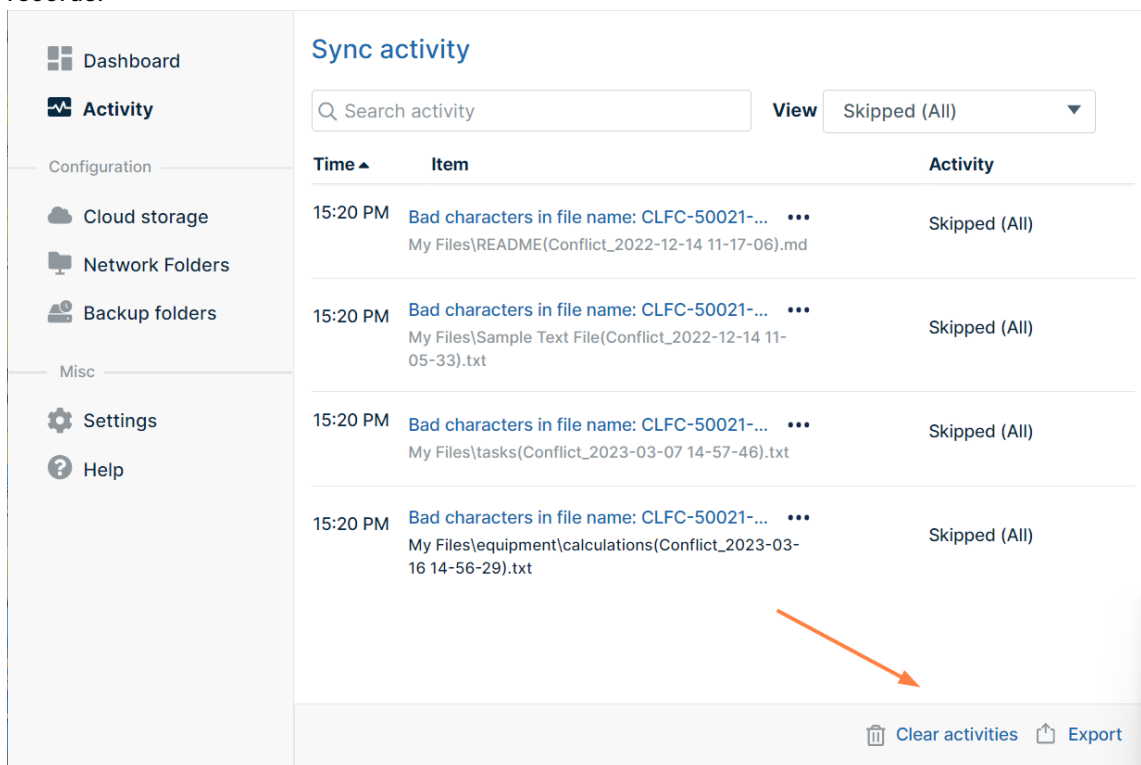 Dashboard
Activity
Configuration
Cloud storage
Network Folders
Backup folders
Misc
Settings
Help
Sync activity
Search activity
View Skipped (All)
Time Item Activity
15:20 PM Bad characters in file name: CLFC-50021-... ••• Skipped (All)
My Files\README(Conflict_2022-12-14 11-17-06).md
15:20 PM Bad characters in file name: CLFC-50021-... ••• Skipped (All)
My Files\Sample Text File(Conflict_2022-12-14 11-
05-33).txt
15:20 PM Bad characters in file name: CLFC-50021-... ••• Skipped (All)
My Files\tasks(Conflict_2023-03-07 14-57-46).txt
15:20 PM Bad characters in file name: CLFC-50021-... ••• Skipped (All)
My Files\equipment\calculations(Conflict_2023-03-
16 14-56-29).txt
Clear activities Export